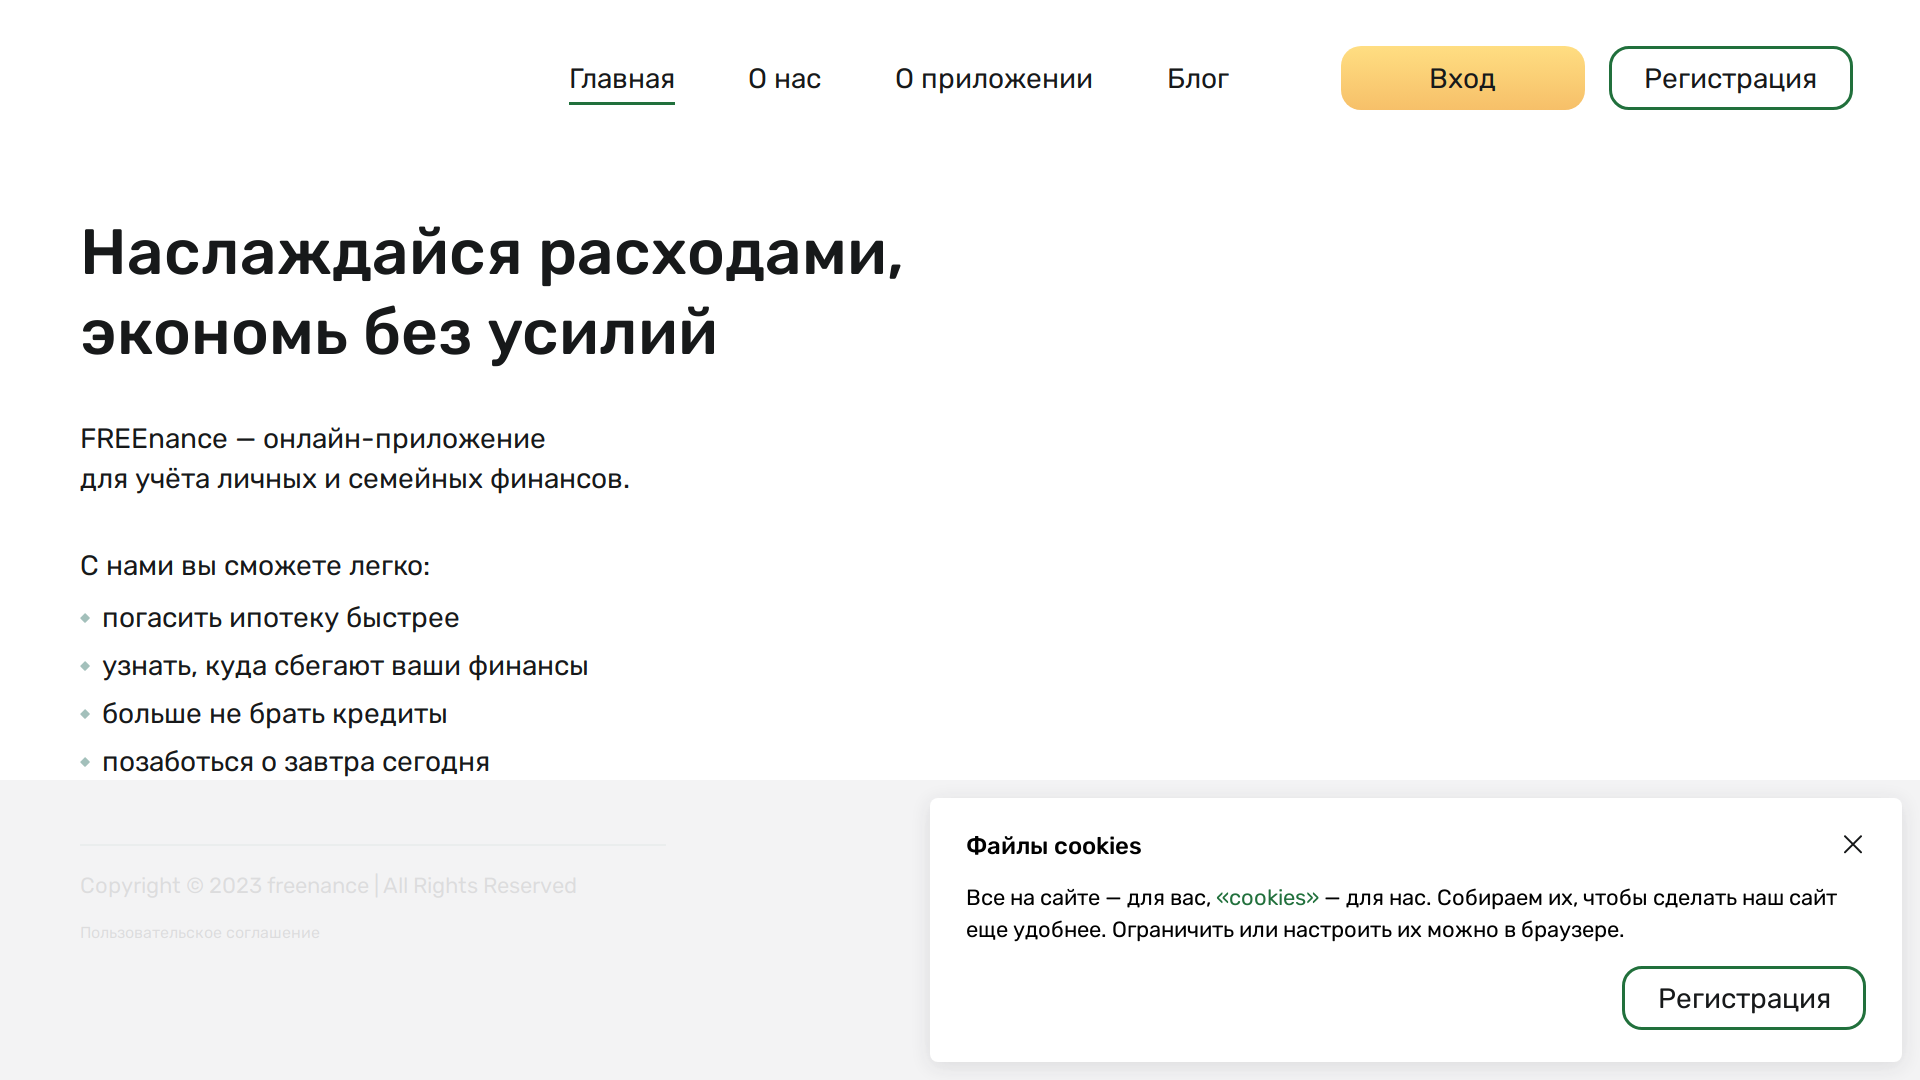 Главная О нас О приложении Блог Вход Регистрация
Наслаждайся расходами,
экономь без усилий
FREEnance — онлайн-приложение
для учёта личных и семейных финансов.
С нами вы сможете легко:
погасить ипотеку быстрее
узнать, куда сбегают ваши финансы
больше не брать кредиты
позаботься о завтра сегодня
Copyright © 2023 freenance | All Rights Reserved
Пользовательское соглашение
Файлы cookies
Все на сайте — для вас, «cookies» — для нас. Собираем их, чтобы сделать наш сайт
еще удобнее. Ограничить или настроить их можно в браузере.
Регистрация